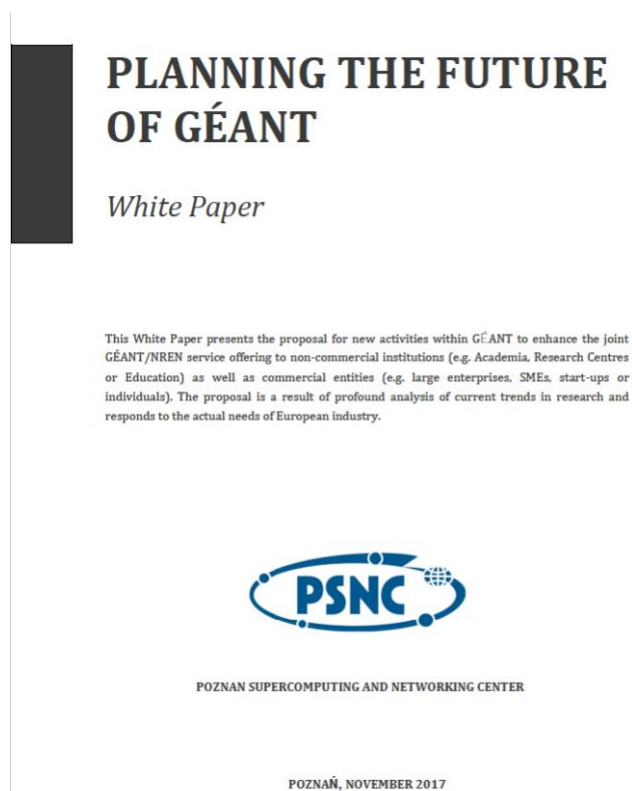 PLANNING THE FUTURE
OF GÉANT
White Paper
This White Paper presents the proposal for new activities within GÉANT to enhance the joint
GÉANT/NREN service offering to non-commercial institutions (e.g. Academia, Research Centres
or Education) as well as commercial entities (e.g. large enterprises, SMEs, start-ups or
individuals). The proposal is a result of profound analysis of current trends in research and
responds to the actual needs of European industry.
PSNC
POZNAN SUPERCOMPUTING AND NETWORKING CENTER
POZNAŃ, NOVEMBER 2017